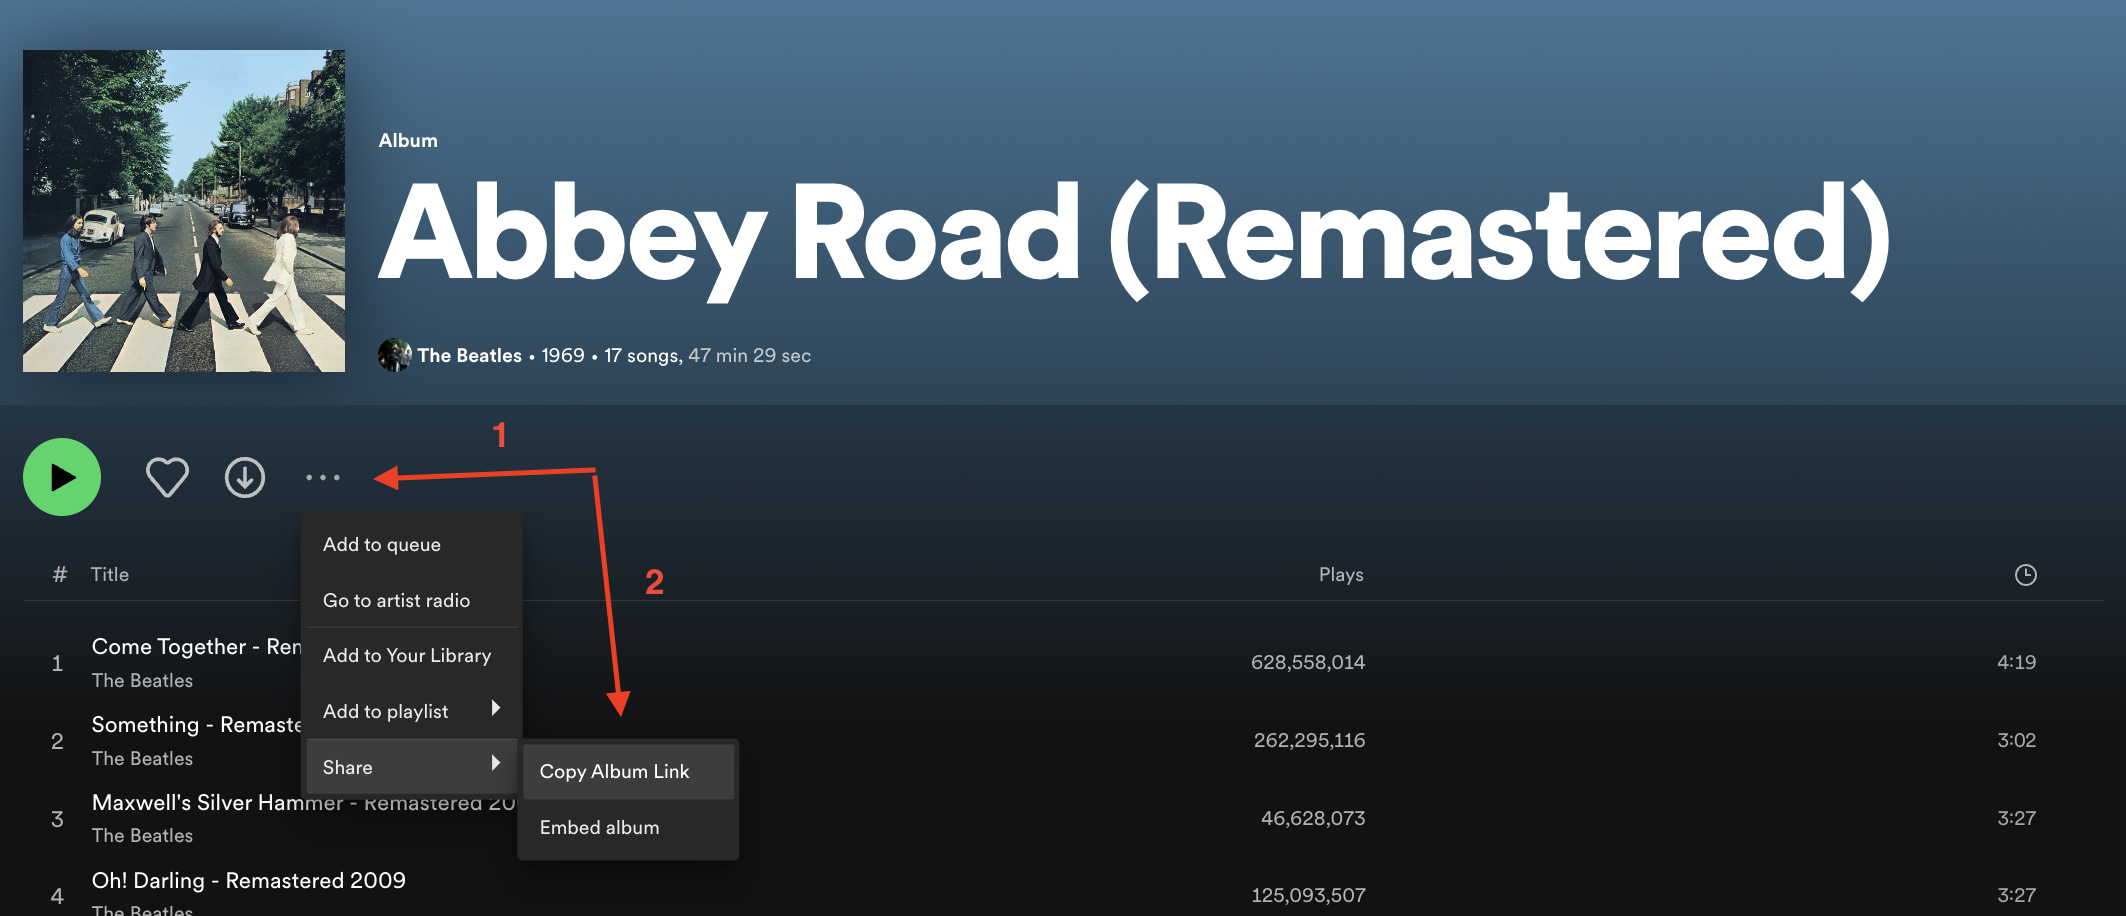 Album
Abbey Road (Remastered)
The Beatles • 1969 • 17 songs, 47 min 29 sec
1
Add to queue
# Title Plays
2
Go to artist radio
Come Together - Ren
1 628,558,014 4:19
The Beatles
Add to Your Library
Add to playlist
Something - Remaste
2 262,295,116 3:02
The Beatles
Share
Copy Album Link
Maxwell's Silver Hammer - Remastered 20
3 46,628,073 3:27
The Beatles
Embed album
Oh! Darling - Remastered 2009
4 125,093,507 3:27
The Beatles